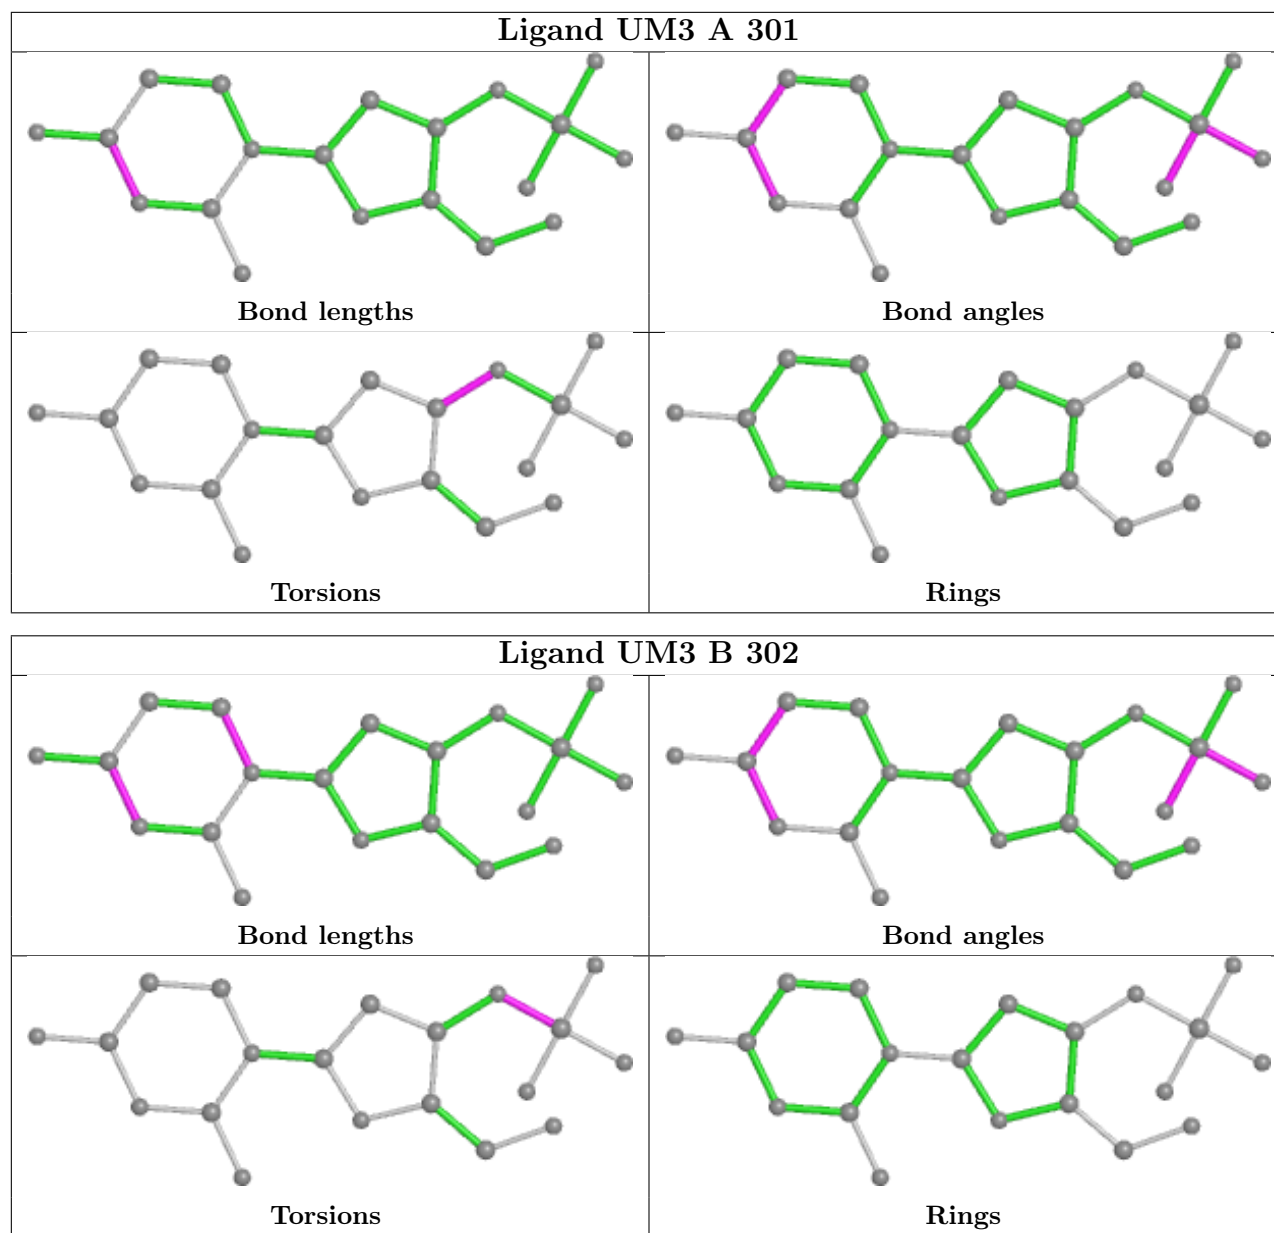 Ligand UM3 A 301
Bond lengths
Bond angles
Torsions
Rings
Ligand UM3 B 302
Bond lengths
Bond angles
Torsions
Rings